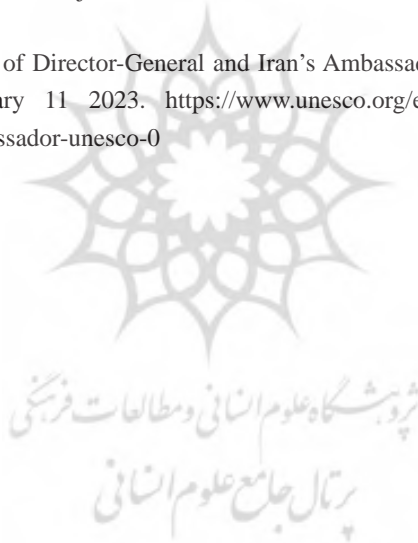 of Director-General and Iran's Ambassad
ary 11 2023. https://www.unesco.org/e
ssador-unesco-0
پژوهشگاه علوم انسانی و مطالعات فرهنگی
پرتال جامع علوم انسانی